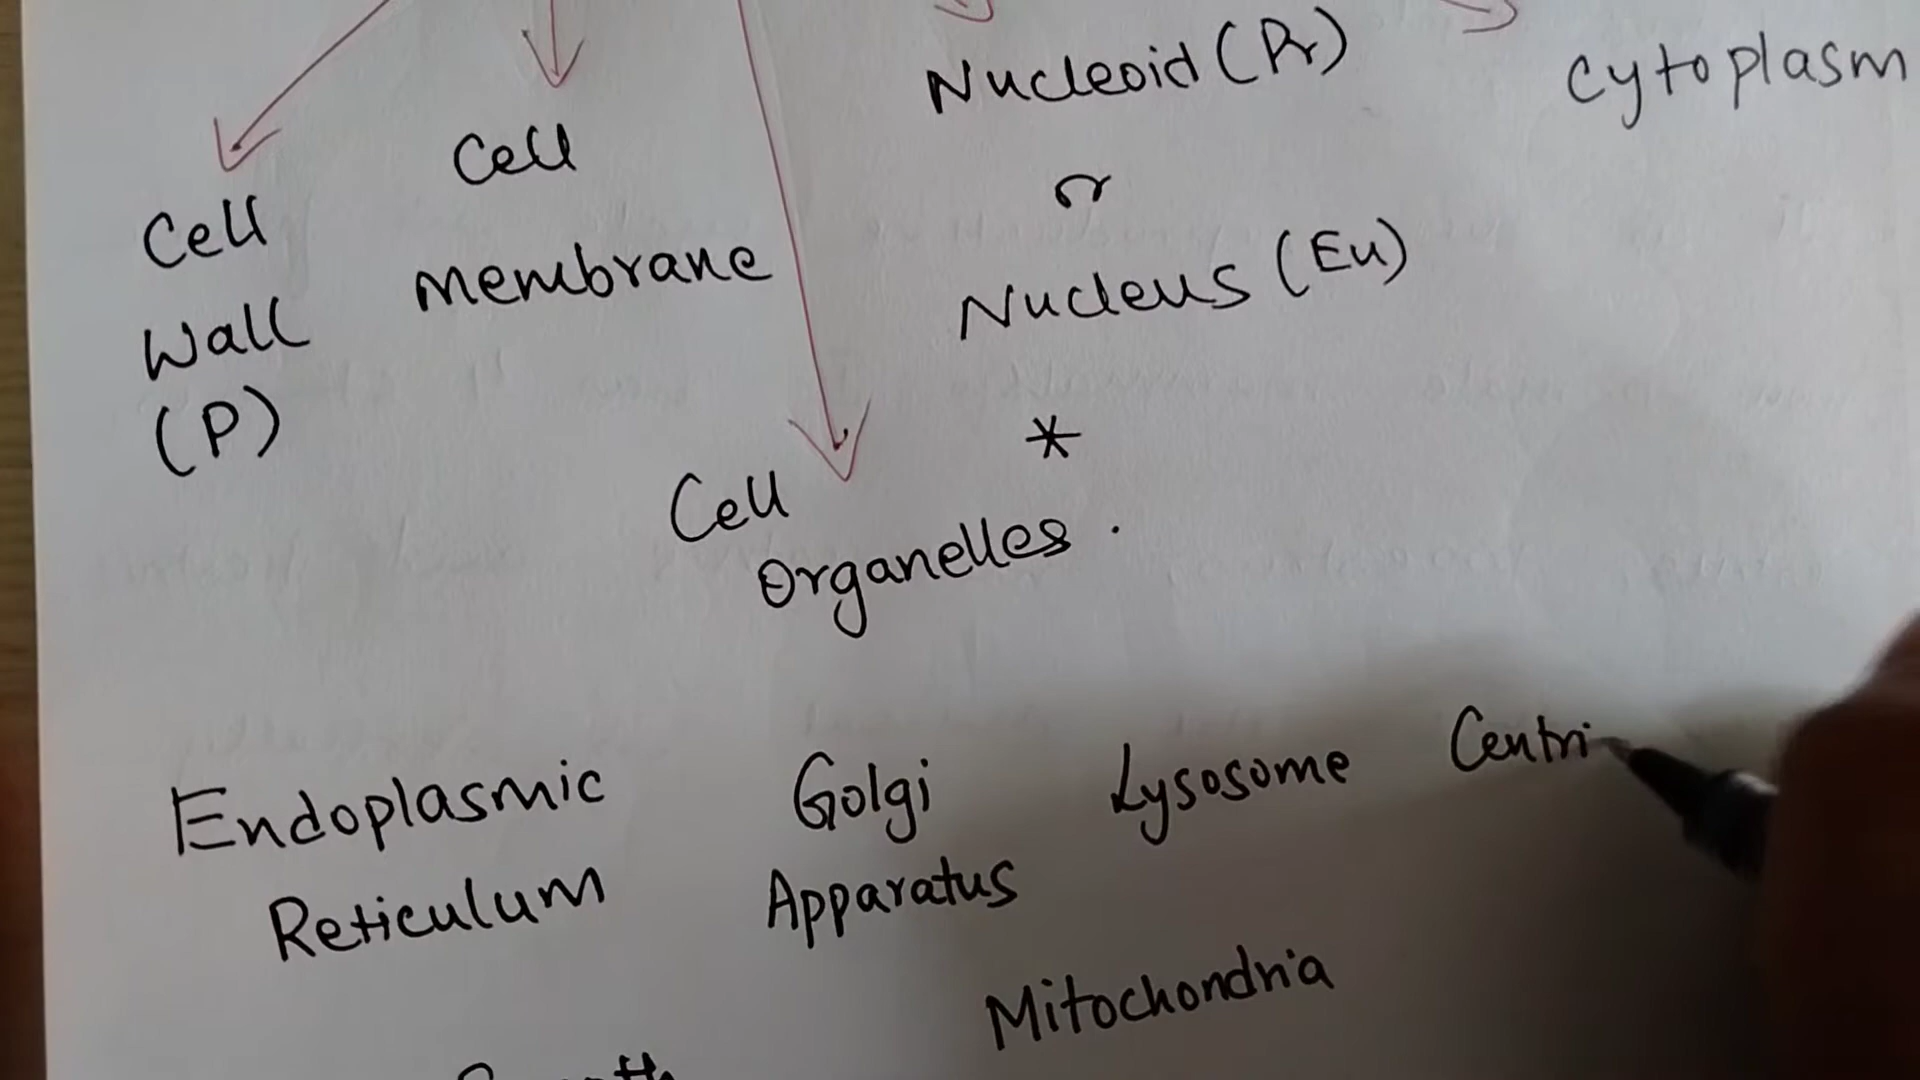 Cell
Wall
(P)
Cell
membrane
Nucleoid (Pr)
or
Nucleus (Eu)
*
Cytoplasm
Cell
Organelles.
Endoplasmic
Reticulum
Golgi
Apparatus
Lysosome
Centri
Mitochondria